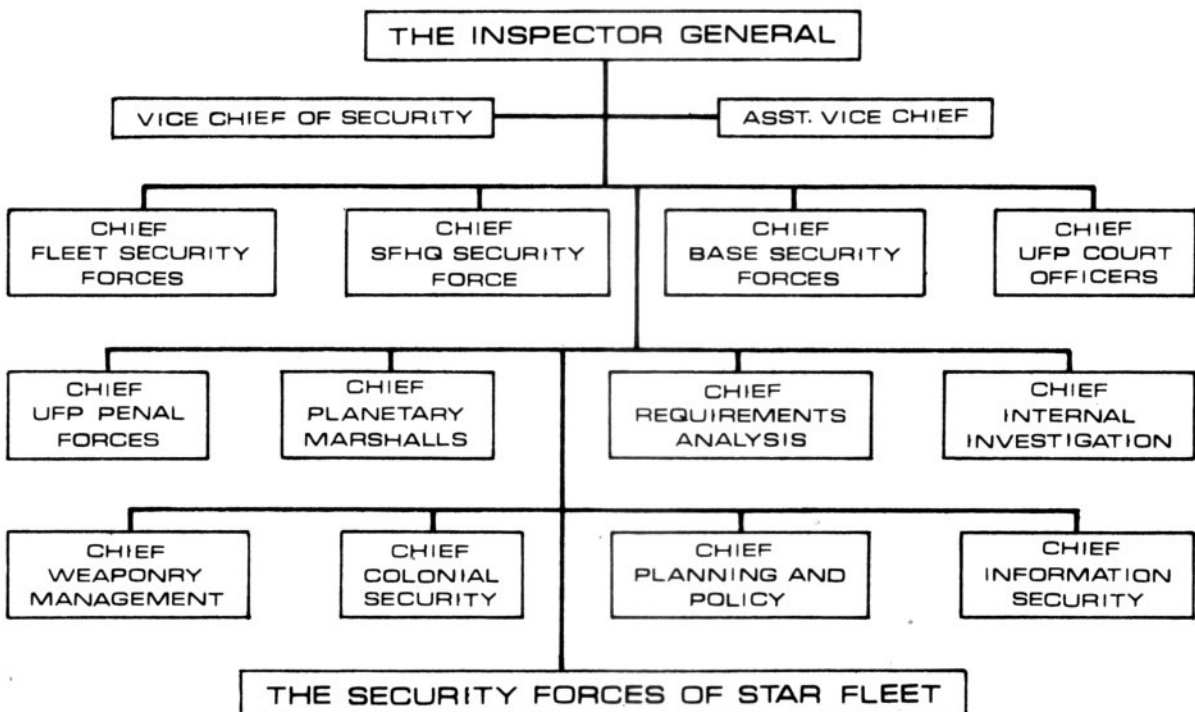 THE INSPECTOR GENERAL
VICE CHIEF OF SECURITY
ASST. VICE CHIEF
CHIEF
FLEET SECURITY
FORCES
CHIEF
SFHQ SECURITY
FORCE
CHIEF
BASE SECURITY
FORCES
CHIEF
UFP COURT
OFFICERS
CHIEF
UFP PENAL
FORCES
CHIEF
PLANETARY
MARSHALLS
CHIEF
REQUIREMENTS
ANALYSIS
CHIEF
INTERNAL
INVESTIGATION
CHIEF
WEAPONRY
MANAGEMENT
CHIEF
COLONIAL
SECURITY
CHIEF
PLANNING AND
POLICY
CHIEF
INFORMATION
SECURITY
THE SECURITY FORCES OF STAR FLEET